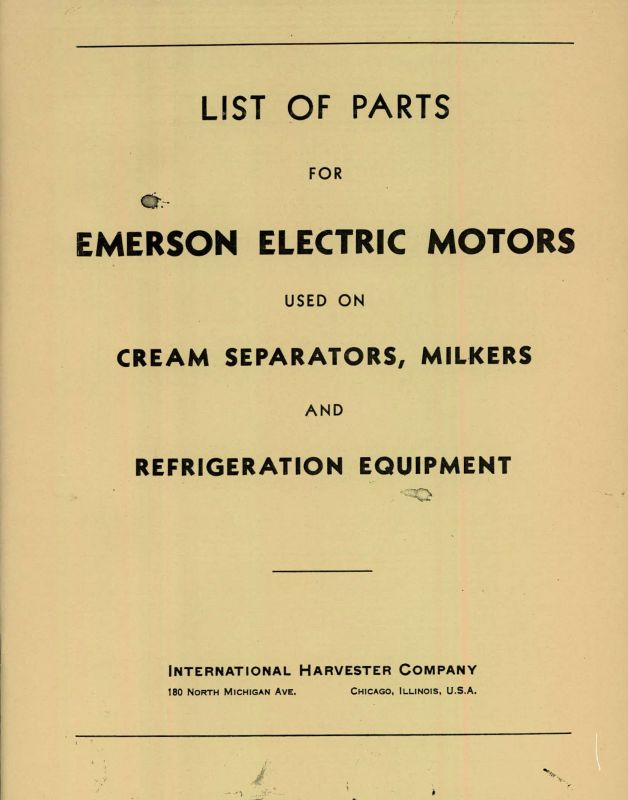 LIST OF PARTS
FOR
EMERSON ELECTRIC MOTORS
USED ON
CREAM SEPARATORS, MILKERS
AND
REFRIGERATION EQUIPMENT
INTERNATIONAL HARVESTER COMPANY
180 NORTH MICHIGAN AVE. CHICAGO, ILLINOIS, U.S.A.